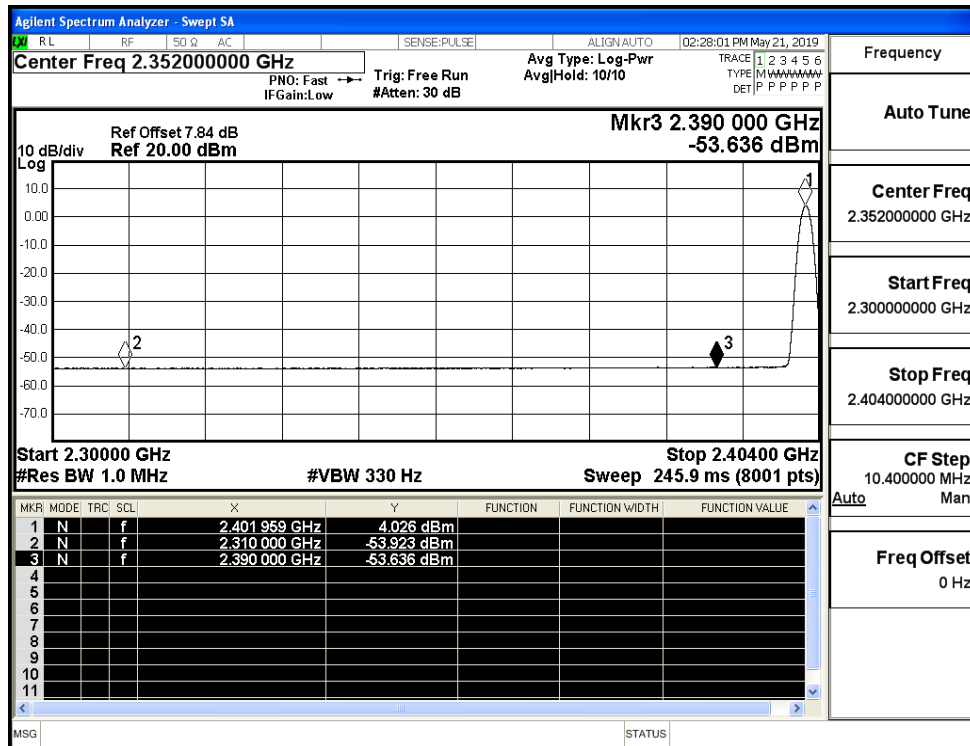 Agilent Spectrum Analyzer - Swept SA
LXI RL RF 50 Ω AC SENSE:PULSE ALIGN AUTO 02:28:01 PM May 21, 2019
Center Freq 2.352000000 GHz
PNO: Fast
IFGain:Low
Trig: Free Run
#Atten: 30 dB
Avg Type: Log-Pwr
Avg|Hold: 10/10
TRACE 1 2 3 4 5 6
TYPE M W W W W W
DET P P P P P P
Ref Offset 7.84 dB
10 dB/div Ref 20.00 dBm
Log
Mkr3 2.390 000 GHz
-53.636 dBm
10.0
0.00
-10.0
-20.0
-30.0
-40.0
-50.0
-60.0
-70.0
1
2
3
Start 2.30000 GHz Stop 2.40400 GHz
#Res BW 1.0 MHz #VBW 330 Hz Sweep 245.9 ms (8001 pts)
MKR MODE TRC SCL X Y FUNCTION FUNCTION WIDTH FUNCTION VALUE
1 N f 2.401 959 GHz 4.026 dBm
2 N f 2.310 000 GHz -53.923 dBm
3 N f 2.390 000 GHz -53.636 dBm
4
5
6
7
8
9
10
11
MSG STATUS
Frequency
Auto Tune
Center Freq
2.352000000 GHz
Start Freq
2.300000000 GHz
Stop Freq
2.404000000 GHz
CF Step
10.400000 MHz
Auto Man
Freq Offset
0 Hz